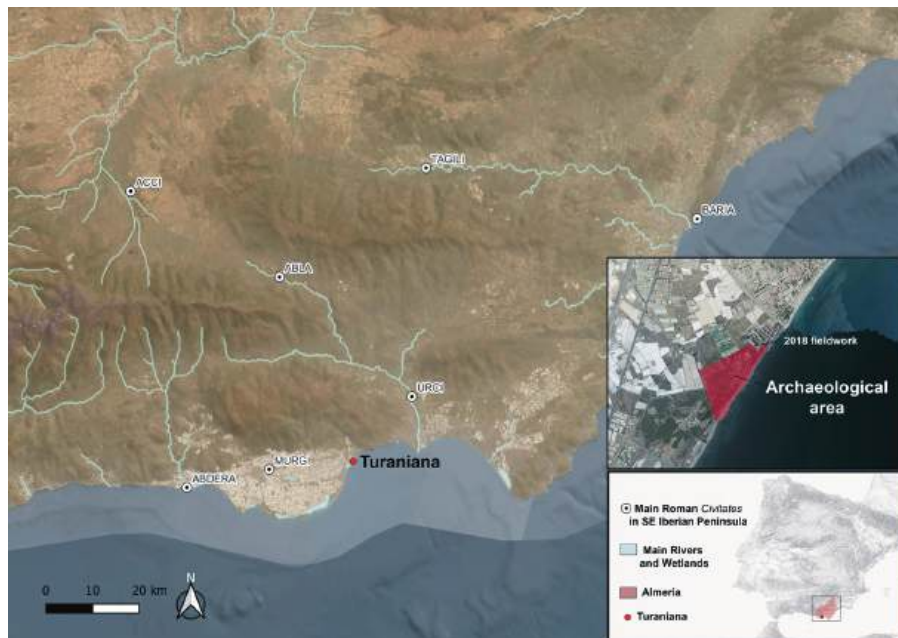 TAGILI
ACCI
BARIA
ABLA
2018 fieldwork
Archaeological
area
URCI
Turaniana
MURGI
ABDERA
Main Roman Civitates
in SE Iberian Peninsula
Main Rivers
and Wetlands
Almeria
Turaniana
N
0 10 20 km